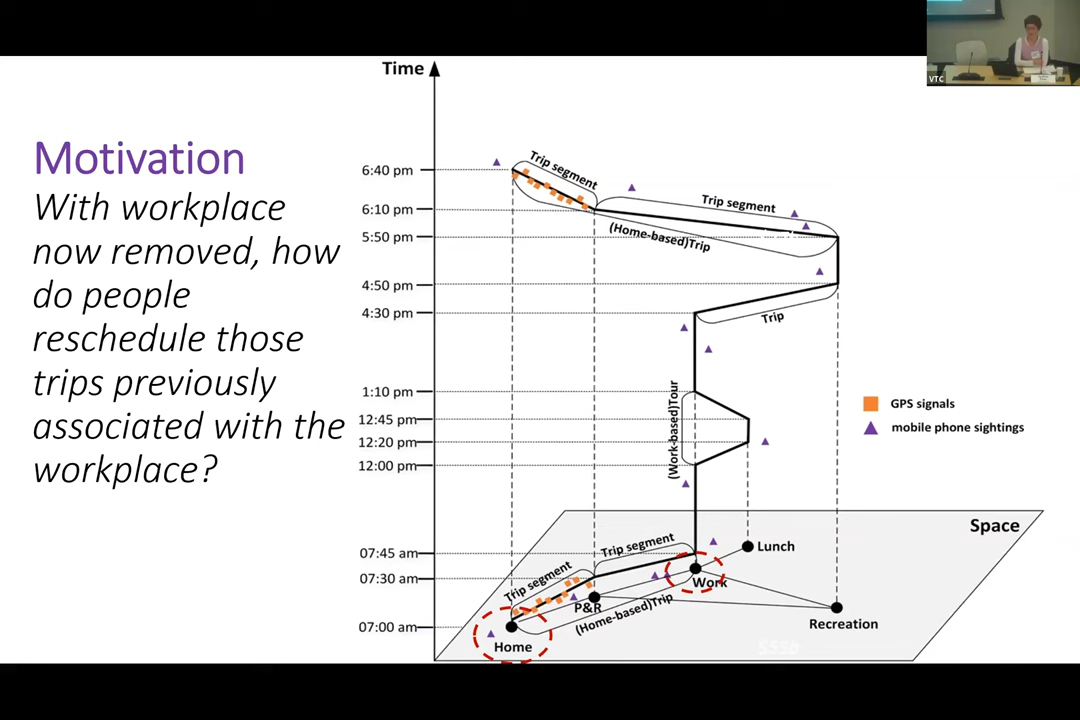 VTC
Motivation
With workplace
now removed, how
do people
reschedule those
trips previously
associated with the
workplace?
Time
6:40 pm
6:10 pm
5:50 pm
4:50 pm
4:30 pm
1:10 pm
12:45 pm
12:20 pm
12:00 pm
07:45 am
07:30 am
07:00 am
Trip segment
Trip segment
(Home-based)Trip
Trip
(Work-based)Tour
GPS signals
mobile phone sightings
Space
Trip segment
Trip segment
(Home-based)Trip
Lunch
Work
P&R
Recreation
Home